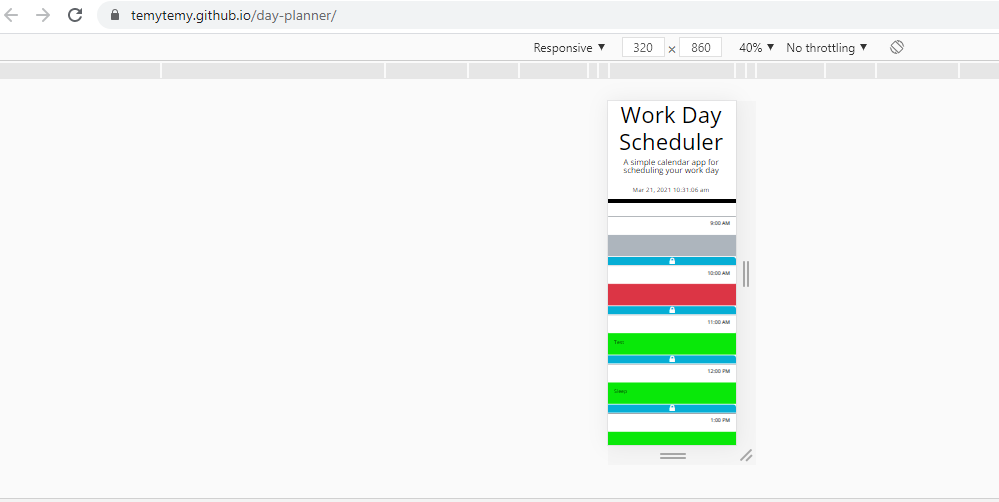 temytemy.github.io/day-planner/
Responsive ▼ 320 × 860 40% ▼ No throttling ▼
Work Day
Scheduler
A simple calendar app for
scheduling your work day
Mar 21, 2021 10:31:06 am
9:00 AM
10:00 AM
11:00 AM
Test
12:00 PM
1:00 PM